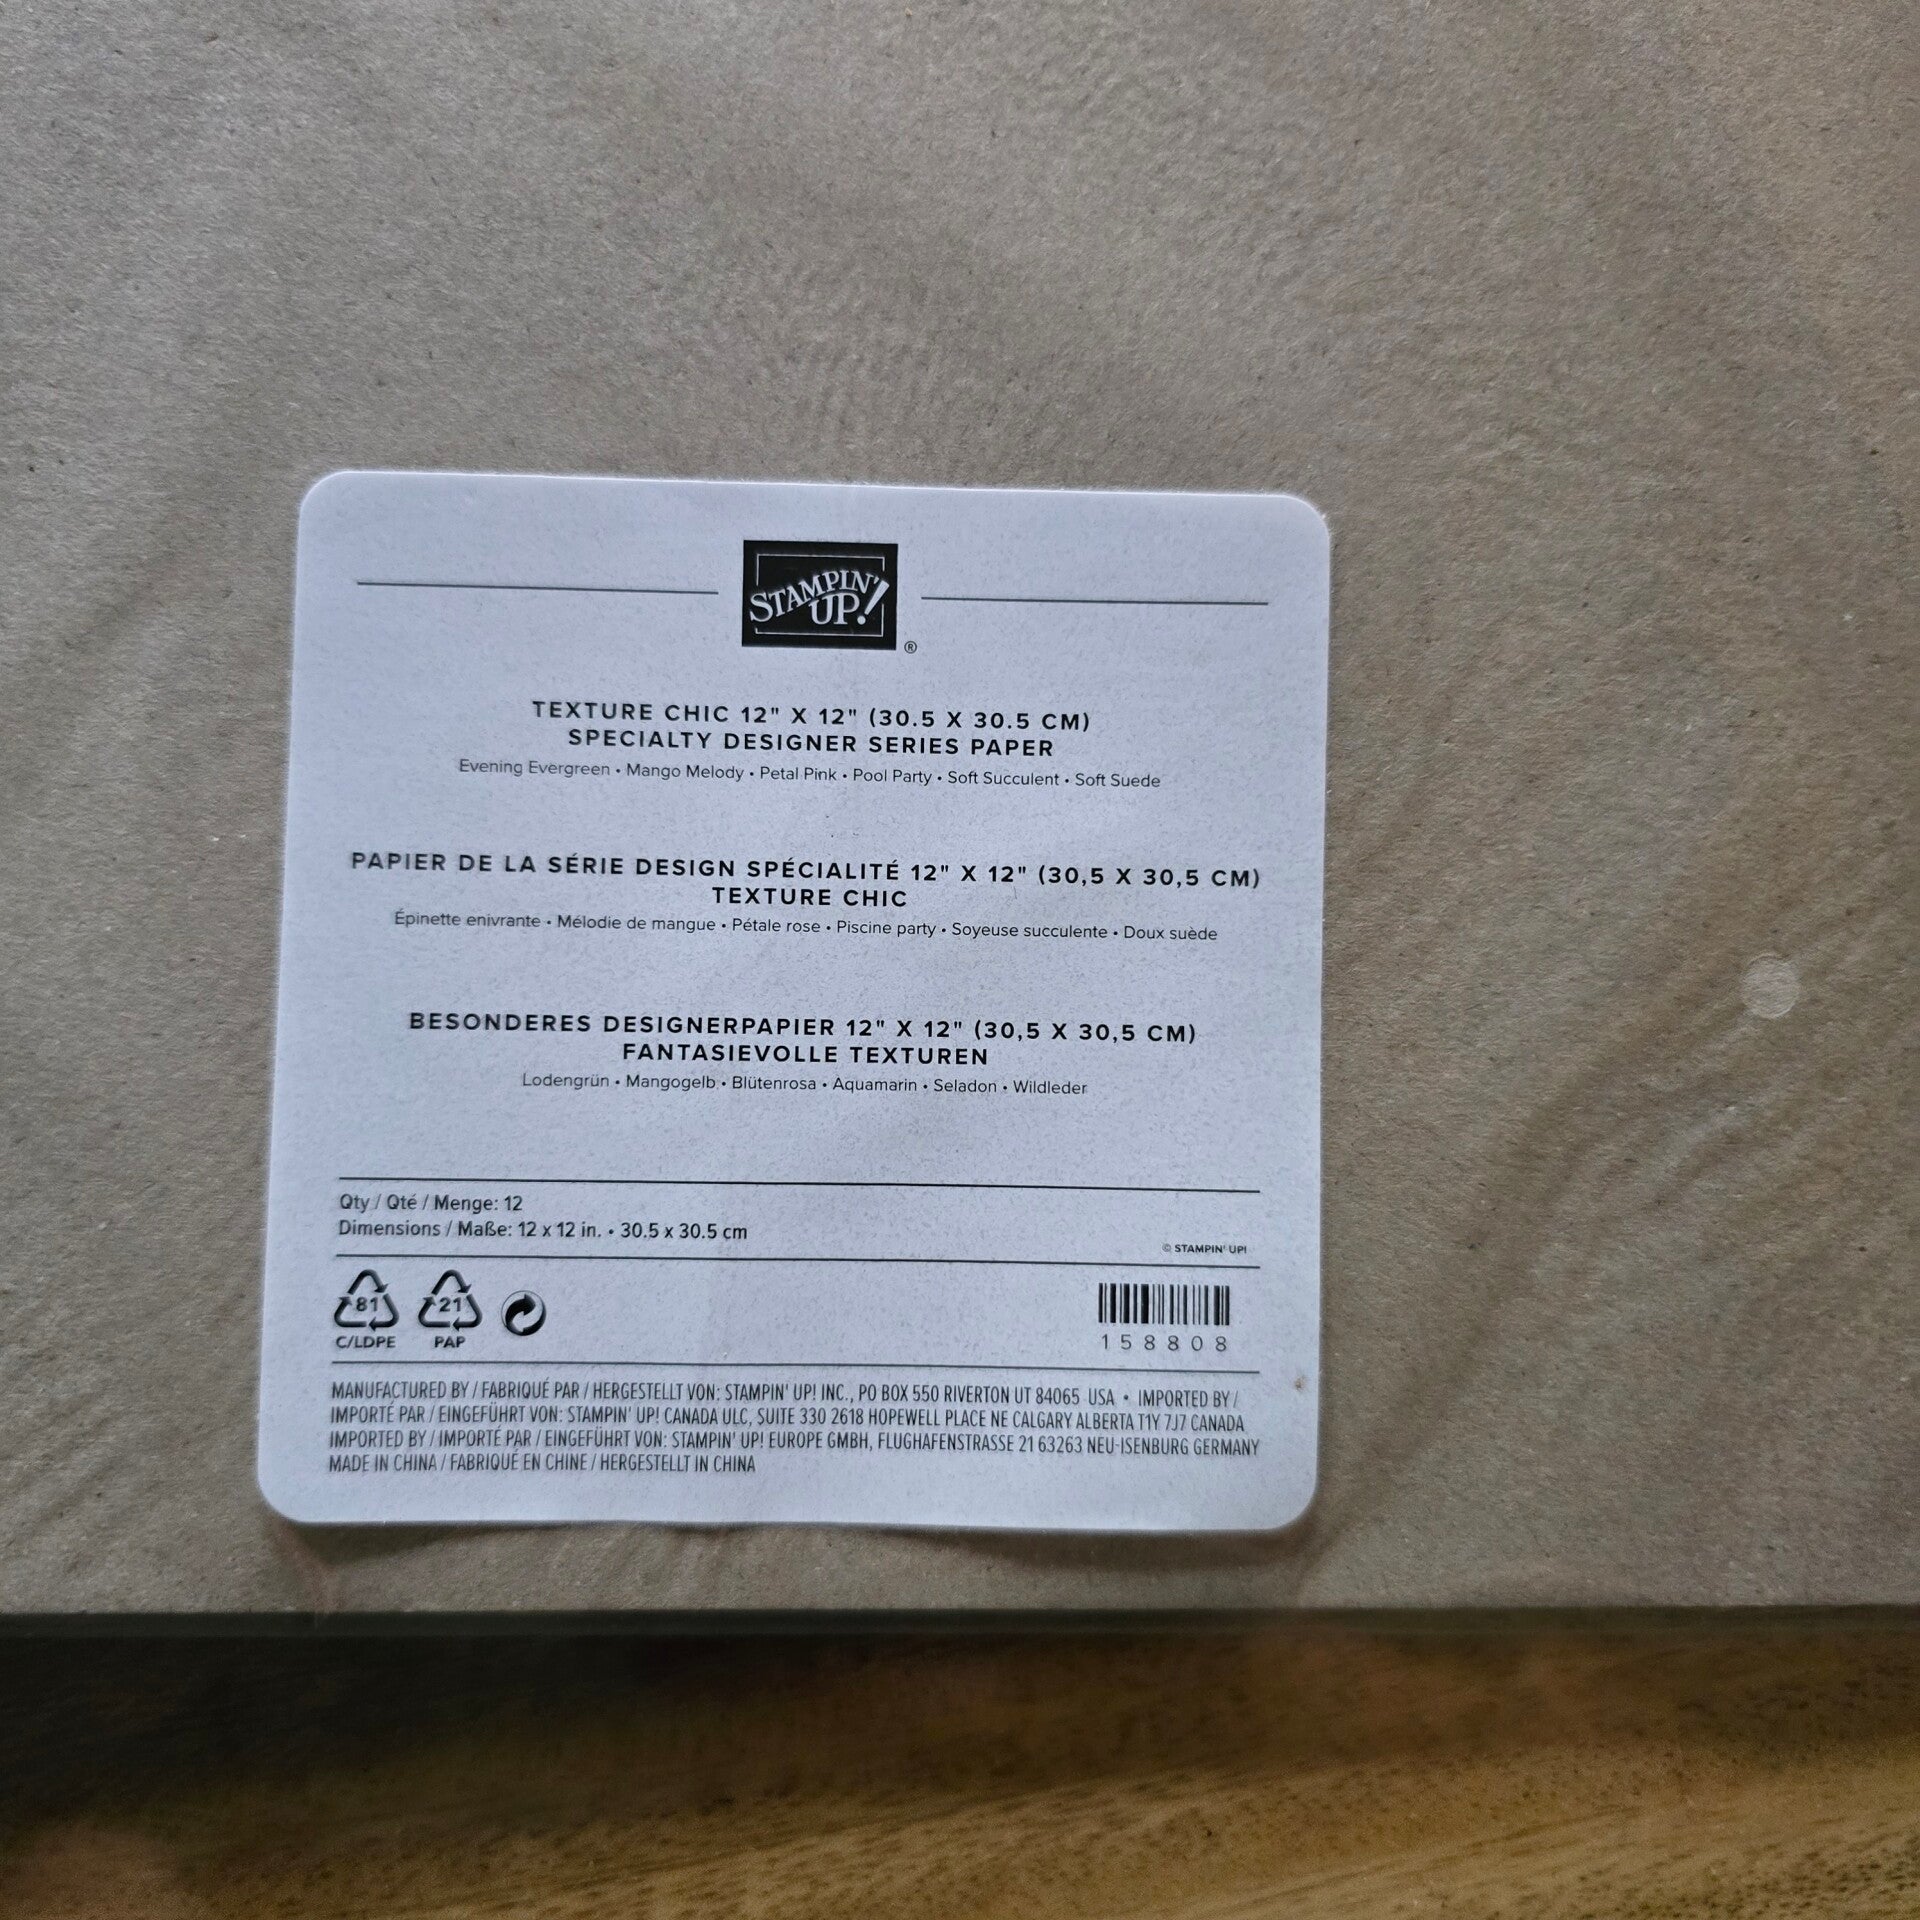 STAMPIN' UP! ®
TEXTURE CHIC 12" X 12" (30.5 X 30.5 CM)
SPECIALTY DESIGNER SERIES PAPER
Evening Evergreen • Mango Melody • Petal Pink • Pool Party • Soft Succulent • Soft Suede
PAPIER DE LA SÉRIE DESIGN SPÉCIALITÉ 12" X 12" (30,5 X 30,5 CM)
TEXTURE CHIC
Épinette enivrante • Mélodie de mangue • Pétale rose • Piscine party • Soyeuse succulente • Doux suède
BESONDERES DESIGNERPAPIER 12" X 12" (30,5 X 30,5 CM)
FANTASIEVOLLE TEXTUREN
Lodengrün • Mangogelb • Blütenrosa • Aquamarin • Seladon • Wildleder
Qty / Qté / Menge: 12
Dimensions / Maße: 12 x 12 in. • 30.5 x 30.5 cm
© STAMPIN' UP!
81 21
C/LDPE PAP
158808
MANUFACTURED BY / FABRIQUÉ PAR / HERGESTELLT VON: STAMPIN' UP! INC., PO BOX 550 RIVERTON UT 84065 USA • IMPORTED BY /
IMPORTÉ PAR / EINGEFÜHRT VON: STAMPIN' UP! CANADA ULC, SUITE 330 2618 HOPEWELL PLACE NE CALGARY ALBERTA T1Y 7J7 CANADA
IMPORTED BY / IMPORTÉ PAR / EINGEFÜHRT VON: STAMPIN' UP! EUROPE GMBH, FLUGHAFENSTRASSE 21 63263 NEU-ISENBURG GERMANY
MADE IN CHINA / FABRIQUÉ EN CHINE / HERGESTELLT IN CHINA